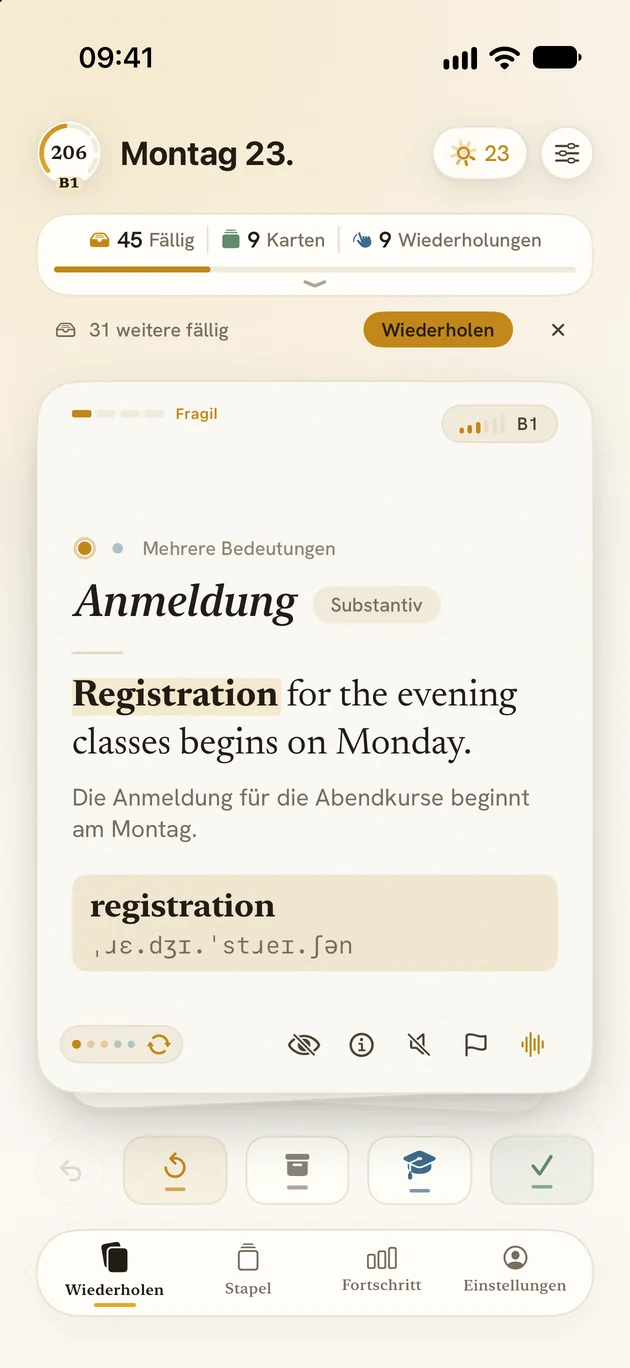 09:41
206
B1
Montag 23.
23
45 Fällig
9 Karten
9 Wiederholungen
31 weitere fällig
Wiederholen
Fragil
B1
Mehrere Bedeutungen
Anmeldung
Substantiv
Registration for the evening
classes begins on Monday.
Die Anmeldung für die Abendkurse beginnt
am Montag.
registration
ˌɹɛ.dʒɪ.ˈstɹeɪ.ʃən
Wiederholen
Stapel
Fortschritt
Einstellungen